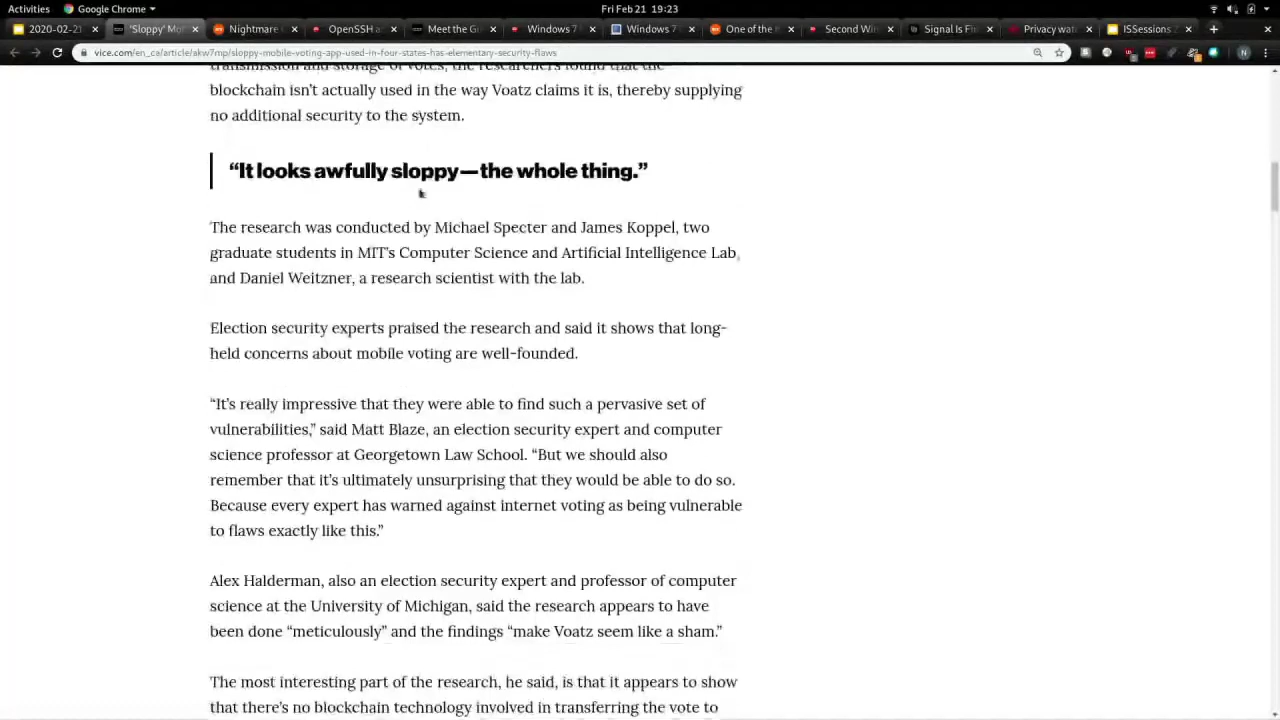 Activities
Google Chrome
Fri Feb 21 19:23
2020-02-21
'Sloppy' Mo
Nightmare
OpenSSH a
Meet the G
Windows 7
Windows 7
One of the
Second Win
Signal Is Fi
Privacy wat
ISSessions
vice.com/en_ca/article/akw7mp/sloppy-mobile-voting-app-used-in-four-states-has-elementary-security-flaws
transmission and storage of votes, the researchers found that the
blockchain isn't actually used in the way Voatz claims it is, thereby supplying
no additional security to the system.
“It looks awfully sloppy—the whole thing.”
The research was conducted by Michael Specter and James Koppel, two
graduate students in MIT's Computer Science and Artificial Intelligence Lab,
and Daniel Weitzner, a research scientist with the lab.
Election security experts praised the research and said it shows that long-
held concerns about mobile voting are well-founded.
“It's really impressive that they were able to find such a pervasive set of
vulnerabilities,” said Matt Blaze, an election security expert and computer
science professor at Georgetown Law School. “But we should also
remember that it's ultimately unsurprising that they would be able to do so.
Because every expert has warned against internet voting as being vulnerable
to flaws exactly like this.”
Alex Halderman, also an election security expert and professor of computer
science at the University of Michigan, said the research appears to have
been done “meticulously” and the findings “make Voatz seem like a sham.”
The most interesting part of the research, he said, is that it appears to show
that there's no blockchain technology involved in transferring the vote to